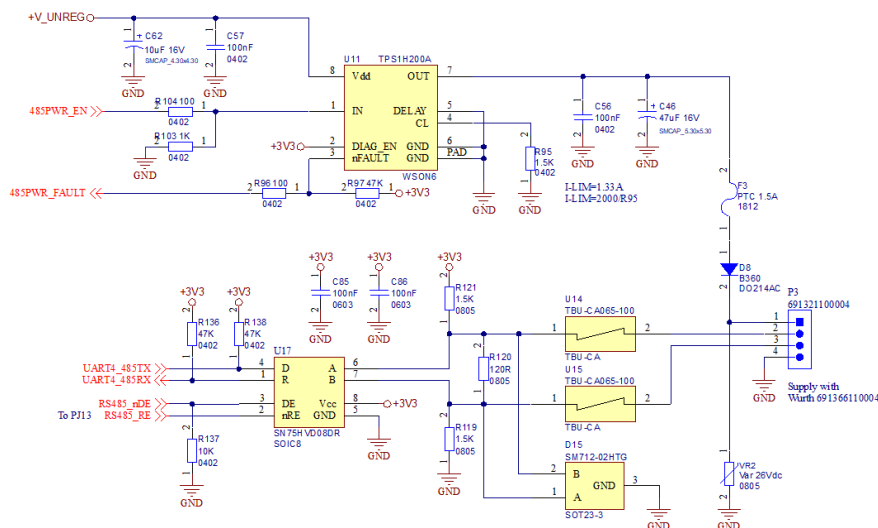 +V_UNREG
C62
10uF 16V
SMCAP_4.30x4.30
C57
100nF
0402
GND
GND
U11 TPS1H200A
8 Vdd OUT 7
485PWR_EN
R104 100
0402
R103 1K
0402
GND
1 IN DELAY 5
CL 4
+3V3 2 DIAG_EN GND 6
3 nFAULT GND PAD
WSON6
485PWR_FAULT
R96 100
0402
R97 47K
0402
+3V3
GND
R95
1.5K
0402
GND
I-LIM=1.33A
I-LIM=2000/R95
C56
100nF
0402
GND
C46
47uF 16V
SMCAP_5.30x5.30
GND
F3
PTC 1.5A
1812
D8
B360
DO214AC
P3
691321100004
1
2
3
4
GND
Supply with
Wurth 691366110004
VR2
Var 26Vdc
0805
GND
+3V3
+3V3
R136
47K
0402
R138
47K
0402
+3V3
C85
100nF
0603
GND
+3V3
C86
100nF
0603
GND
+3V3
R121
1.5K
0805
U17
UART4_485TX 4 D A 6
UART4_485RX 1 R B 7
RS485_nDE 3 DE Vcc 8 +3V3
To PJ13 RS485_RE 2 nRE GND 5
SN75HVD08DR
SOIC8
GND
R137
10K
0402
GND
R120
120R
0805
R119
1.5K
0805
GND
U14
TBU-CA065-100
1 2
TBU-CA
U15
TBU-CA065-100
1 2
TBU-CA
D15
SM712-02HTG
2 B GND 3
1 A
SOT23-3
GND